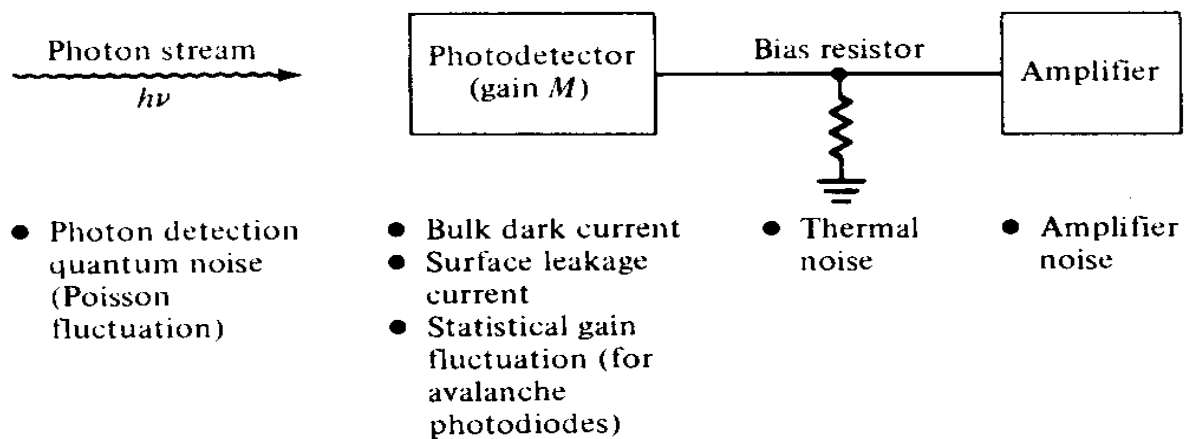 Photon stream
hν
Photodetector
(gain M)
Bias resistor
Amplifier
● Photon detection
quantum noise
(Poisson
fluctuation)
● Bulk dark current
● Surface leakage
current
● Statistical gain
fluctuation (for
avalanche
photodiodes)
● Thermal
noise
● Amplifier
noise